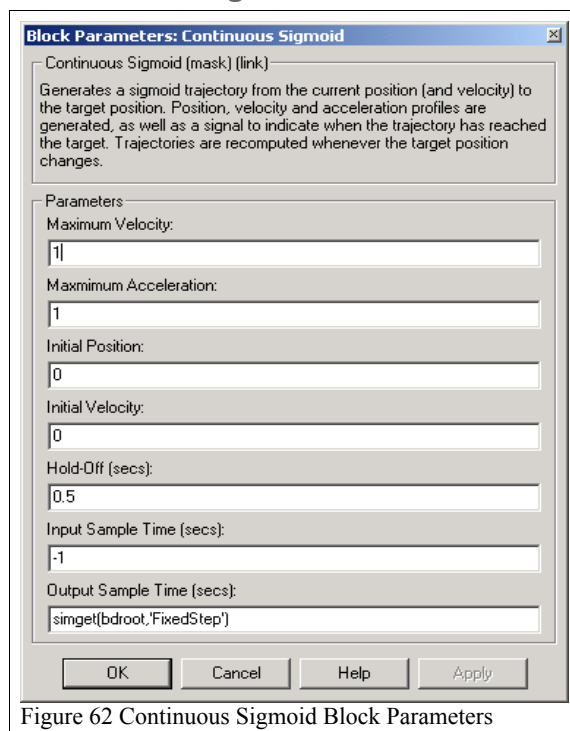 Block Parameters: Continuous Sigmoid
Continuous Sigmoid (mask) (link)
Generates a sigmoid trajectory from the current position (and velocity) to
the target position. Position, velocity and acceleration profiles are
generated, as well as a signal to indicate when the trajectory has reached
the target. Trajectories are recomputed whenever the target position
changes.
Parameters
Maximum Velocity:
1
Maxmimum Acceleration:
1
Initial Position:
0
Initial Velocity:
0
Hold-Off (secs):
0.5
Input Sample Time (secs):
-1
Output Sample Time (secs):
simget(bdroot,'FixedStep')
OK Cancel Help Apply
Figure 62 Continuous Sigmoid Block Parameters